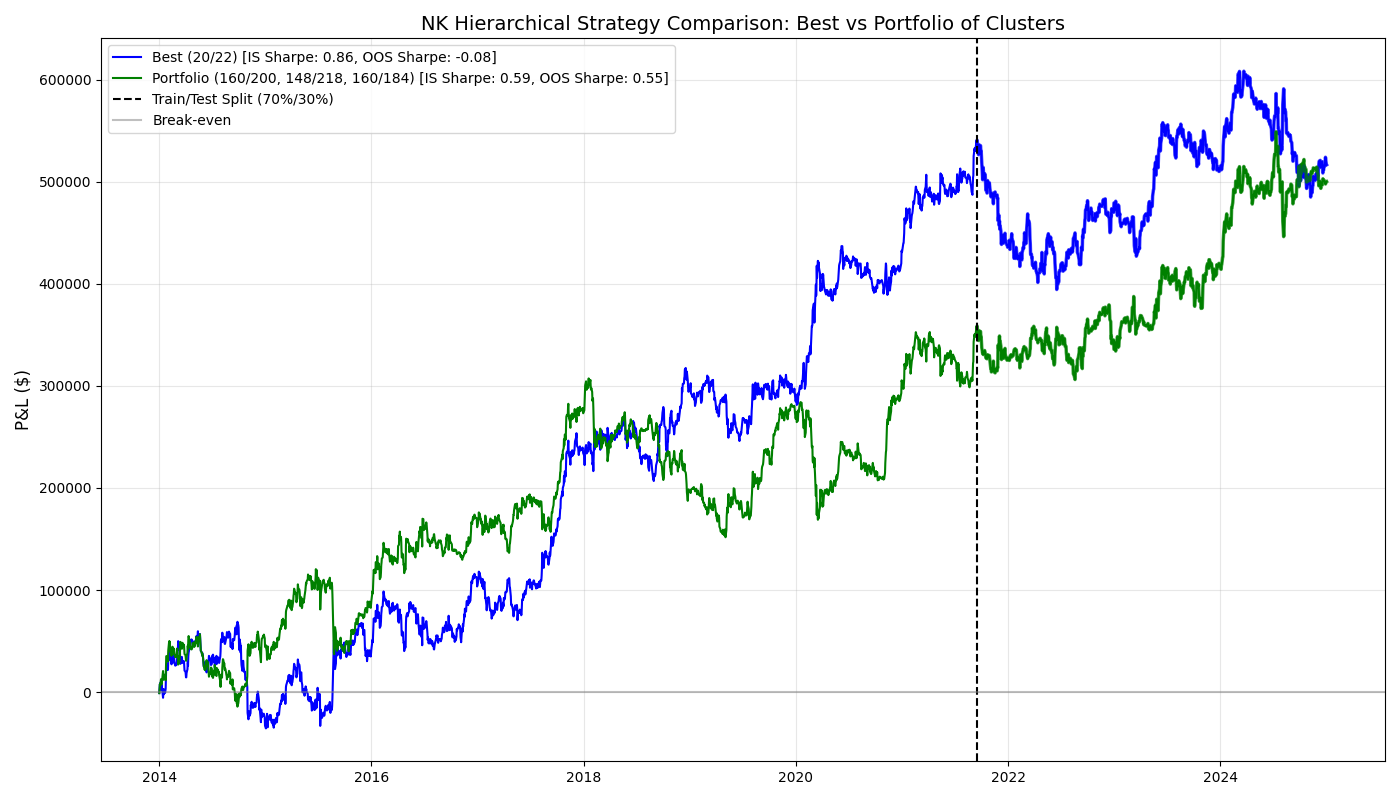 NK Hierarchical Strategy Comparison: Best vs Portfolio of Clusters
Best (20/22) [IS Sharpe: 0.86, OOS Sharpe: -0.08]
Portfolio (160/200, 148/218, 160/184) [IS Sharpe: 0.59, OOS Sharpe: 0.55]
Train/Test Split (70%/30%)
Break-even
P&L ($)
600000
500000
400000
300000
200000
100000
0
2014
2016
2018
2020
2022
2024